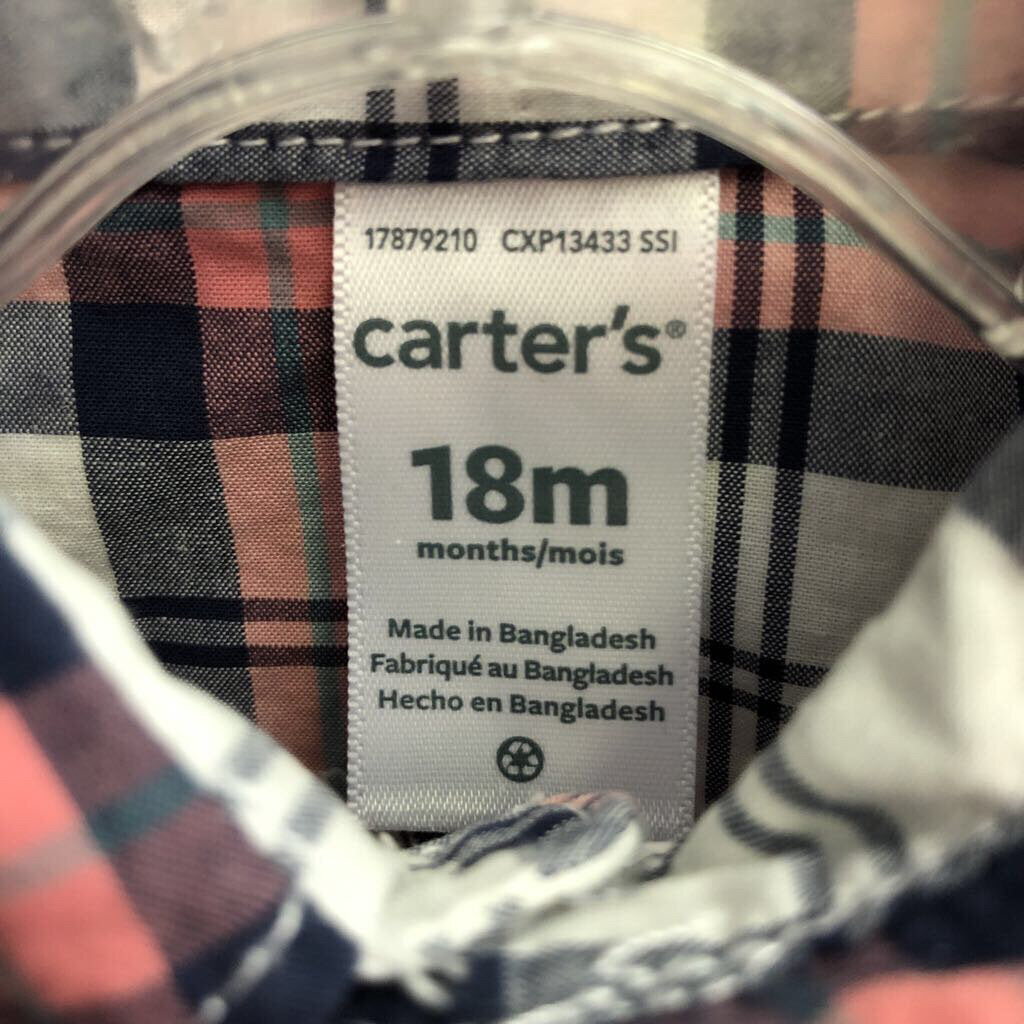 17879210 CXP13433 SSI
carter's®
18m
months/mois
Made in Bangladesh
Fabriqué au Bangladesh
Hecho en Bangladesh